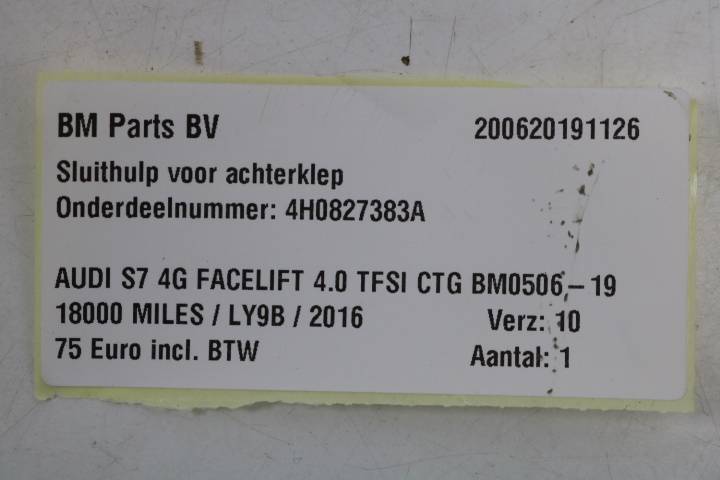 BM Parts BV 200620191126
Sluithulp voor achterklep
Onderdeelnummer: 4H0827383A
AUDI S7 4G FACELIFT 4.0 TFSI CTG BM0506 - 19
18000 MILES / LY9B / 2016 Verz: 10
75 Euro incl. BTW Aantal: 1